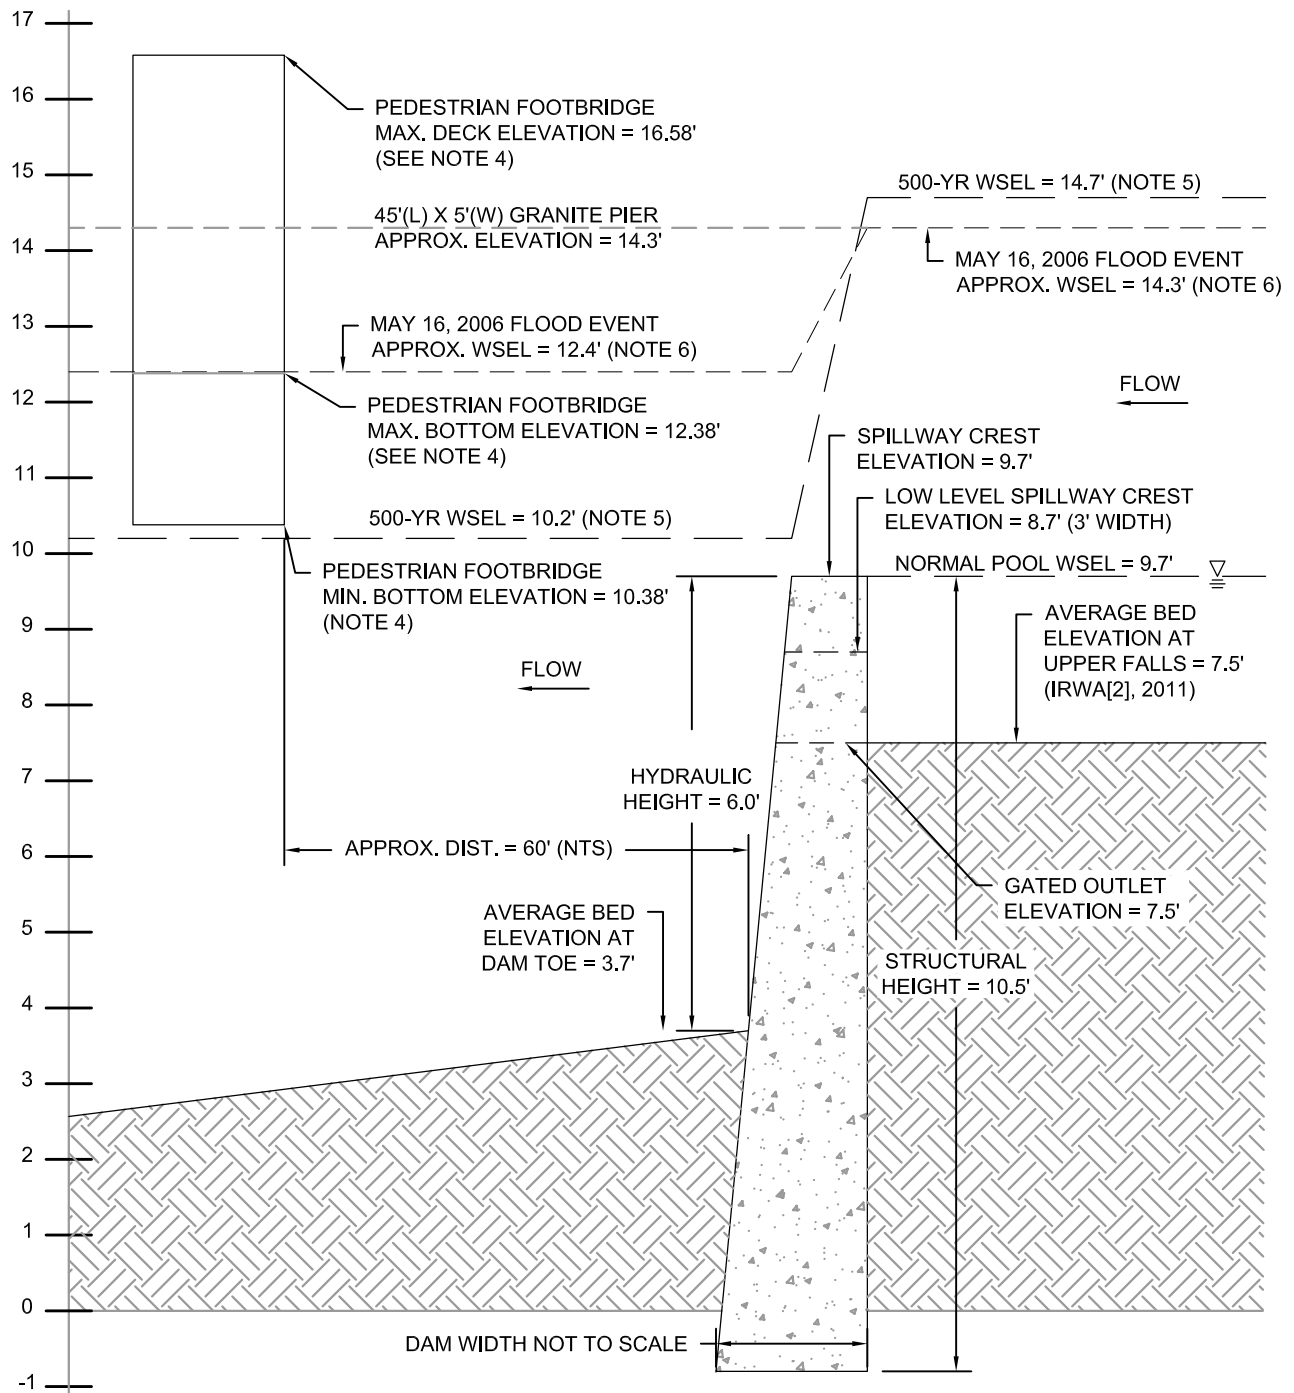 17
16
15
14
13
12
11
10
9
8
7
6
5
4
3
2
1
0
-1
PEDESTRIAN FOOTBRIDGE
MAX. DECK ELEVATION = 16.58'
(SEE NOTE 4)
500-YR WSEL = 14.7' (NOTE 5)
45'(L) X 5'(W) GRANITE PIER
APPROX. ELEVATION = 14.3'
MAY 16, 2006 FLOOD EVENT
APPROX. WSEL = 14.3' (NOTE 6)
MAY 16, 2006 FLOOD EVENT
APPROX. WSEL = 12.4' (NOTE 6)
FLOW
PEDESTRIAN FOOTBRIDGE
MAX. BOTTOM ELEVATION = 12.38'
(SEE NOTE 4)
SPILLWAY CREST
ELEVATION = 9.7'
LOW LEVEL SPILLWAY CREST
ELEVATION = 8.7' (3' WIDTH)
500-YR WSEL = 10.2' (NOTE 5)
NORMAL POOL WSEL = 9.7'
PEDESTRIAN FOOTBRIDGE
MIN. BOTTOM ELEVATION = 10.38'
(NOTE 4)
AVERAGE BED
ELEVATION AT
UPPER FALLS = 7.5'
(IRWA[2], 2011)
FLOW
HYDRAULIC
HEIGHT = 6.0'
APPROX. DIST. = 60' (NTS)
GATED OUTLET
ELEVATION = 7.5'
AVERAGE BED
ELEVATION AT
DAM TOE = 3.7'
STRUCTURAL
HEIGHT = 10.5'
DAM WIDTH NOT TO SCALE